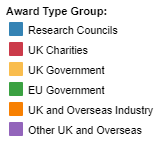 Award Type Group:
Research Councils
UK Charities
UK Government
EU Government
UK and Overseas Industry
Other UK and Overseas